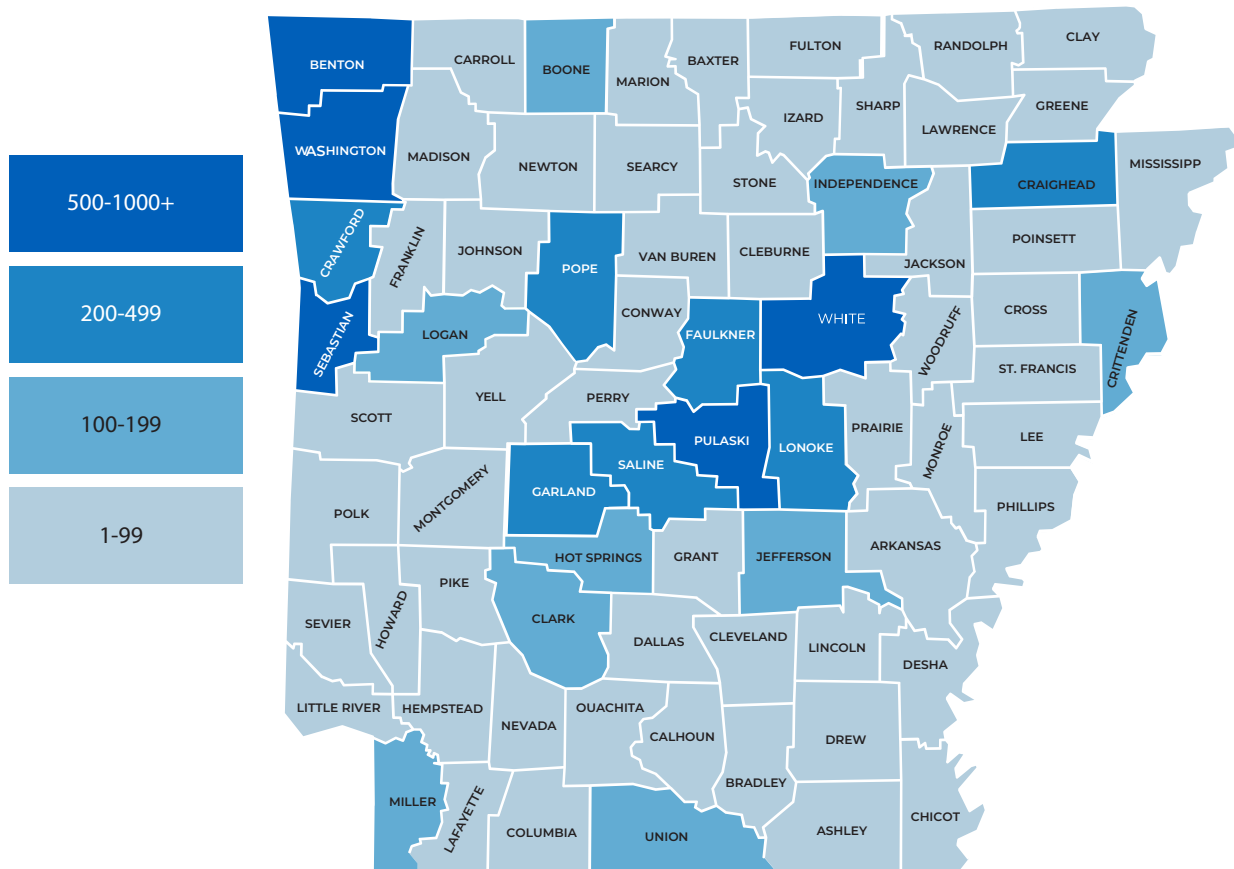 500-1000+
200-499
100-199
1-99
BENTON
CARROLL
BOONE
MARION
BAXTER
FULTON
RANDOLPH
CLAY
SHARP
GREENE
IZARD
LAWRENCE
WASHINGTON
MADISON
NEWTON
SEARCY
STONE
INDEPENDENCE
CRAIGHEAD
MISSISSIPP
CRAWFORD
FRANKLIN
JOHNSON
POPE
VAN BUREN
CLEBURNE
JACKSON
POINSETT
SEBASTIAN
LOGAN
CONWAY
FAULKNER
WHITE
WOODRUFF
CROSS
CRITTENDEN
ST. FRANCIS
SCOTT
YELL
PERRY
PULASKI
LONOKE
PRAIRIE
MONROE
LEE
POLK
MONTGOMERY
GARLAND
SALINE
PHILLIPS
HOT SPRINGS
GRANT
JEFFERSON
ARKANSAS
SEVIER
HOWARD
PIKE
CLARK
DALLAS
CLEVELAND
LINCOLN
DESHA
LITTLE RIVER
HEMPSTEAD
NEVADA
OUACHITA
CALHOUN
BRADLEY
DREW
MILLER
LAFAYETTE
COLUMBIA
UNION
ASHLEY
CHICOT